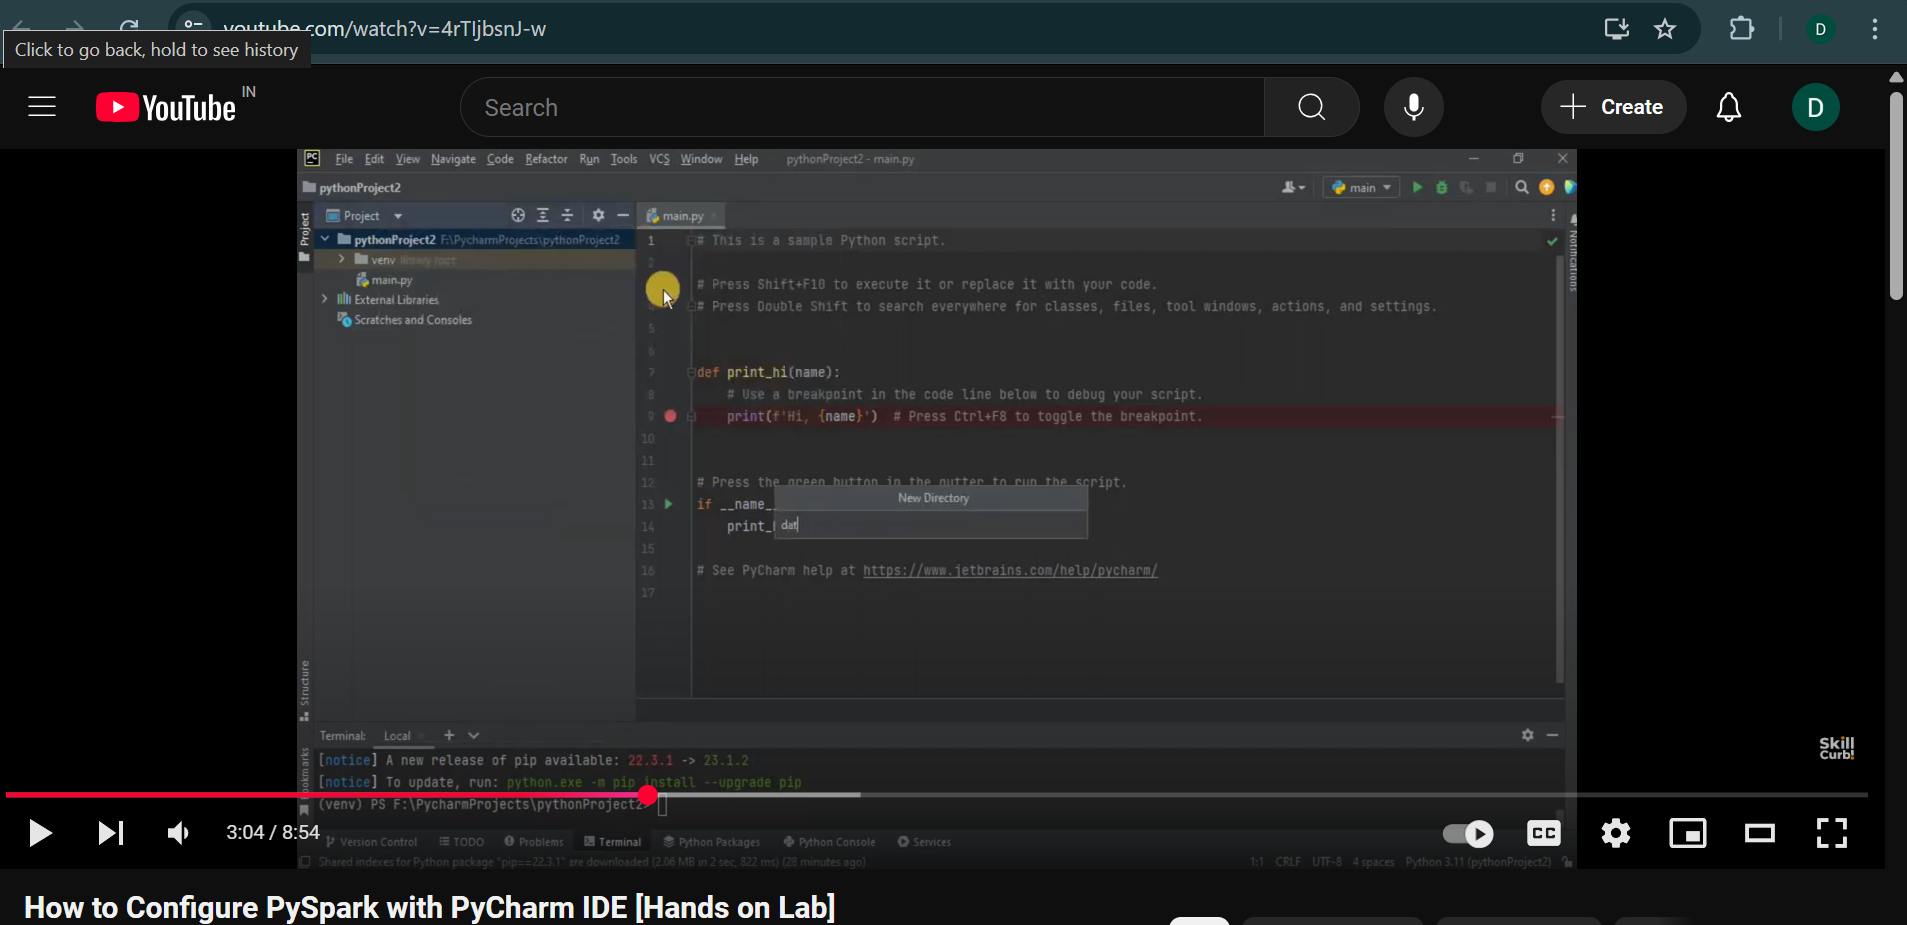 youtube.com/watch?v=4rTIjbsnJ-w
D
Click to go back, hold to see history
YouTube IN
Search
Create
D
PC File Edit View Navigate Code Refactor Run Tools VCS Window Help pythonProject2 - main.py
pythonProject2
main
Project
Project
main.py
Notifications
pythonProject2 F:\PycharmProjects\pythonProject2
venv library root
main.py
External Libraries
Scratches and Consoles
1 # This is a sample Python script.
2
# Press Shift+F10 to execute it or replace it with your code.
4 # Press Double Shift to search everywhere for classes, files, tool windows, actions, and settings.
5
6
7 def print_hi(name):
8 # Use a breakpoint in the code line below to debug your script.
9 print(f'Hi, {name}') # Press Ctrl+F8 to toggle the breakpoint.
10
11
12 # Press the green button in the gutter to run the script.
13 if __name_
14 print_
15
16 # See PyCharm help at https://www.jetbrains.com/help/pycharm/
17
New Directory
dat
Structure
Terminal: Local
[notice] A new release of pip available: 22.3.1 -> 23.1.2
[notice] To update, run: python.exe -m pip install --upgrade pip
(venv) PS F:\PycharmProjects\pythonProject2>
Skill
Curb!
3:04 / 8:54
CC
Version Control TODO Problems Terminal Python Packages Python Console Services
Shared indexes for Python package "pip==22.3.1" are downloaded (2.06 MB in 2 sec, 822 ms) (28 minutes ago)
1:1 CRLF UTF-8 4 spaces Python 3.11 (pythonProject2)
How to Configure PySpark with PyCharm IDE [Hands on Lab]